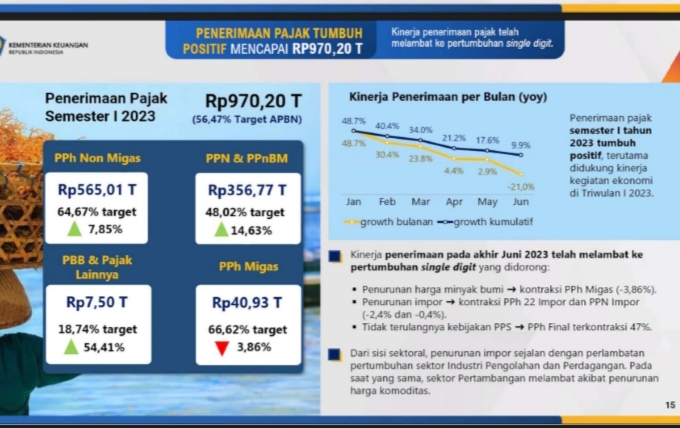 KEMENTERIAN KEUANGAN
REPUBLIK INDONESIA
PENERIMAAN PAJAK TUMBUH
POSITIF MENCAPAI RP970,20 T
Kinerja penerimaan pajak telah
melambat ke pertumbuhan single digit.
Penerimaan Pajak
Semester I 2023
Rp970,20 T
(56,47% Target APBN)
PPh Non Migas
Rp565,01 T
64,67% target
7,85%
PPN & PPnBM
Rp356,77 T
48,02% target
14,63%
PBB & Pajak
Lainnya
Rp7,50 T
18,74% target
54,41%
PPh Migas
Rp40,93 T
66,62% target
3,86%
Kinerja Penerimaan per Bulan (yoy)
48.7% 40.4% 34.0% 21.2% 17.6% 9.9%
48.7% 30.4% 23.8% 4.4% 2.9% -21,0%
Jan Feb Mar Apr May Jun
growth bulanan growth kumulatif
Penerimaan pajak
semester I tahun
2023 tumbuh
positif, terutama
didukung kinerja
kegiatan ekonomi
di Triwulan I 2023.
Kinerja penerimaan pada akhir Juni 2023 telah melambat ke
pertumbuhan single digit yang didorong:
▪ Penurunan harga minyak bumi → kontraksi PPh Migas (-3,86%).
▪ Penurunan impor → kontraksi PPh 22 Impor dan PPN Impor
(-2,4% dan -0,4%).
▪ Tidak terulangnya kebijakan PPS → PPh Final terkontraksi 47%.
Dari sisi sektoral, penurunan impor sejalan dengan perlambatan
pertumbuhan sektor Industri Pengolahan dan Perdagangan. Pada
saat yang sama, sektor Pertambangan melambat akibat penurunan
harga komoditas.
15